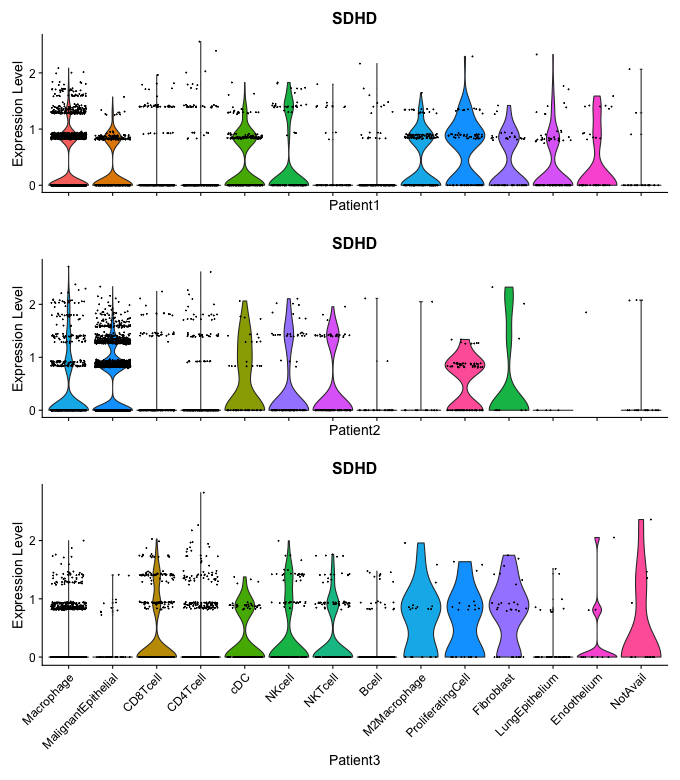 SDHD
Expression Level
2
1
0
Patient1
SDHD
Expression Level
2
1
0
Patient2
SDHD
Expression Level
2
1
0
Macrophage
MalignantEpithelial
CD8Tcell
CD4Tcell
cDC
NKcell
NKTcell
Bcell
M2Macrophage
ProliferatingCell
Fibroblast
LungEpithelium
Endothelium
NotAvail
Patient3